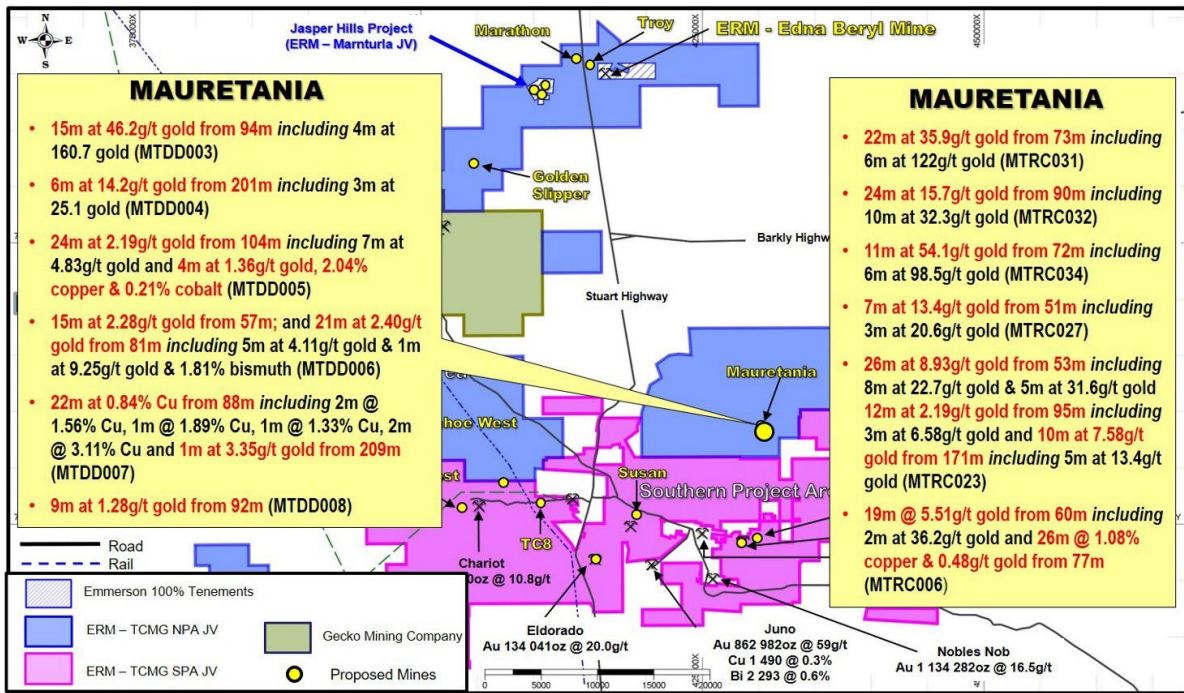 378000X
425000X
450000X
N
W
E
S
Jasper Hills Project
(ERM – Marnturla JV)
Marathon
Troy
ERM - Edna Beryl Mine
MAURETANIA
• 15m at 46.2g/t gold from 94m including 4m at
160.7 gold (MTDD003)
• 6m at 14.2g/t gold from 201m including 3m at
25.1 gold (MTDD004)
• 24m at 2.19g/t gold from 104m including 7m at
4.83g/t gold and 4m at 1.36g/t gold, 2.04%
copper & 0.21% cobalt (MTDD005)
• 15m at 2.28g/t gold from 57m; and 21m at 2.40g/t
gold from 81m including 5m at 4.11g/t gold & 1m
at 9.25g/t gold & 1.81% bismuth (MTDD006)
• 22m at 0.84% Cu from 88m including 2m @
1.56% Cu, 1m @ 1.89% Cu, 1m @ 1.33% Cu, 2m
@ 3.11% Cu and 1m at 3.35g/t gold from 209m
(MTDD007)
• 9m at 1.28g/t gold from 92m (MTDD008)
MAURETANIA
• 22m at 35.9g/t gold from 73m including
6m at 122g/t gold (MTRC031)
• 24m at 15.7g/t gold from 90m including
10m at 32.3g/t gold (MTRC032)
• 11m at 54.1g/t gold from 72m including
6m at 98.5g/t gold (MTRC034)
• 7m at 13.4g/t gold from 51m including
3m at 20.6g/t gold (MTRC027)
• 26m at 8.93g/t gold from 53m including
8m at 22.7g/t gold & 5m at 31.6g/t gold
12m at 2.19g/t gold from 95m including
3m at 6.58g/t gold and 10m at 7.58g/t
gold from 171m including 5m at 13.4g/t
gold (MTRC023)
• 19m @ 5.51g/t gold from 60m including
2m at 36.2g/t gold and 26m @ 1.08%
copper & 0.48g/t gold from 77m
(MTRC006)
Golden
Slipper
Barkly Highw
Stuart Highway
Mauretania
hoe West
est
Susan
Southern Project Are
TC8
Chariot
0oz @ 10.8g/t
Eldorado
Au 134 041oz @ 20.0g/t
Juno
Au 862 982oz @ 59g/t
Cu 1 490 @ 0.3%
Bi 2 293 @ 0.6%
Nobles Nob
Au 1 134 282oz @ 16.5g/t
Road
Rail
Emmerson 100% Tenements
ERM – TCMG NPA JV
ERM – TCMG SPA JV
Gecko Mining Company
Proposed Mines
0 5000 10000 15000 20000